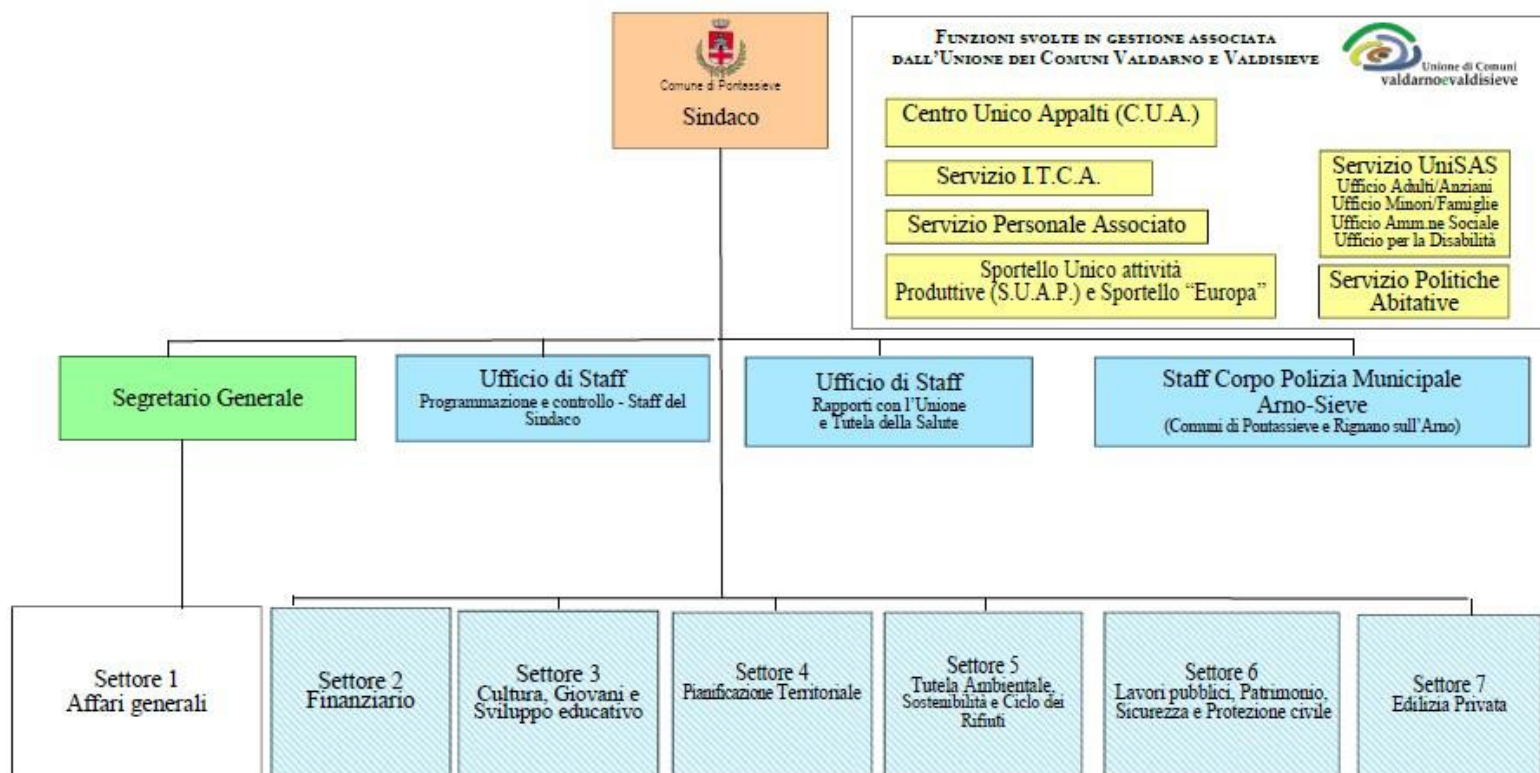 Comune di Pontassieve
Sindaco
FUNZIONI SVOLTE IN GESTIONE ASSOCIATA
DALL'UNIONE DEI COMUNI VALDARNO E VALDISIEVE
Unione di Comuni
valdarnoevaldisieve
Centro Unico Appalti (C.U.A.)
Servizio I.T.C.A.
Servizio Personale Associato
Sportello Unico attività
Produttive (S.U.A.P.) e Sportello "Europa"
Servizio UniSAS
Ufficio Adulti/Anziani
Ufficio Minori/Famiglie
Ufficio Amm.ne Sociale
Ufficio per la Disabilità
Servizio Politiche
Abitative
Segretario Generale
Ufficio di Staff
Programmazione e controllo - Staff del
Sindaco
Ufficio di Staff
Rapporti con l'Unione
e Tutela della Salute
Staff Corpo Polizia Municipale
Arno-Sieve
(Comuni di Pontassieve e Rignano sull'Arno)
Settore 1
Affari generali
Settore 2
Finanziario
Settore 3
Cultura, Giovani e
Sviluppo educativo
Settore 4
Pianificazione Territoriale
Settore 5
Tutela Ambientale,
Sostenibilità e Ciclo dei
Rifiuti
Settore 6
Lavori pubblici, Patrimonio,
Sicurezza e Protezione civile
Settore 7
Edilizia Privata